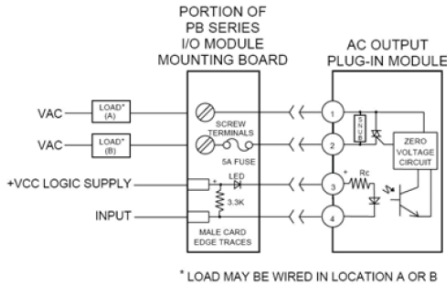 PORTION OF
PB SERIES
I/O MODULE
MOUNTING BOARD
AC OUTPUT
PLUG-IN MODULE
VAC
LOAD*
(A)
SCREW
TERMINALS
1
SNUB
VAC
LOAD*
(B)
5A FUSE
2
ZERO
VOLTAGE
CIRCUIT
+VCC LOGIC SUPPLY
+
LED
3.3K
3
+
Rc
INPUT
4
MALE CARD
EDGE TRACES
* LOAD MAY BE WIRED IN LOCATION A OR B